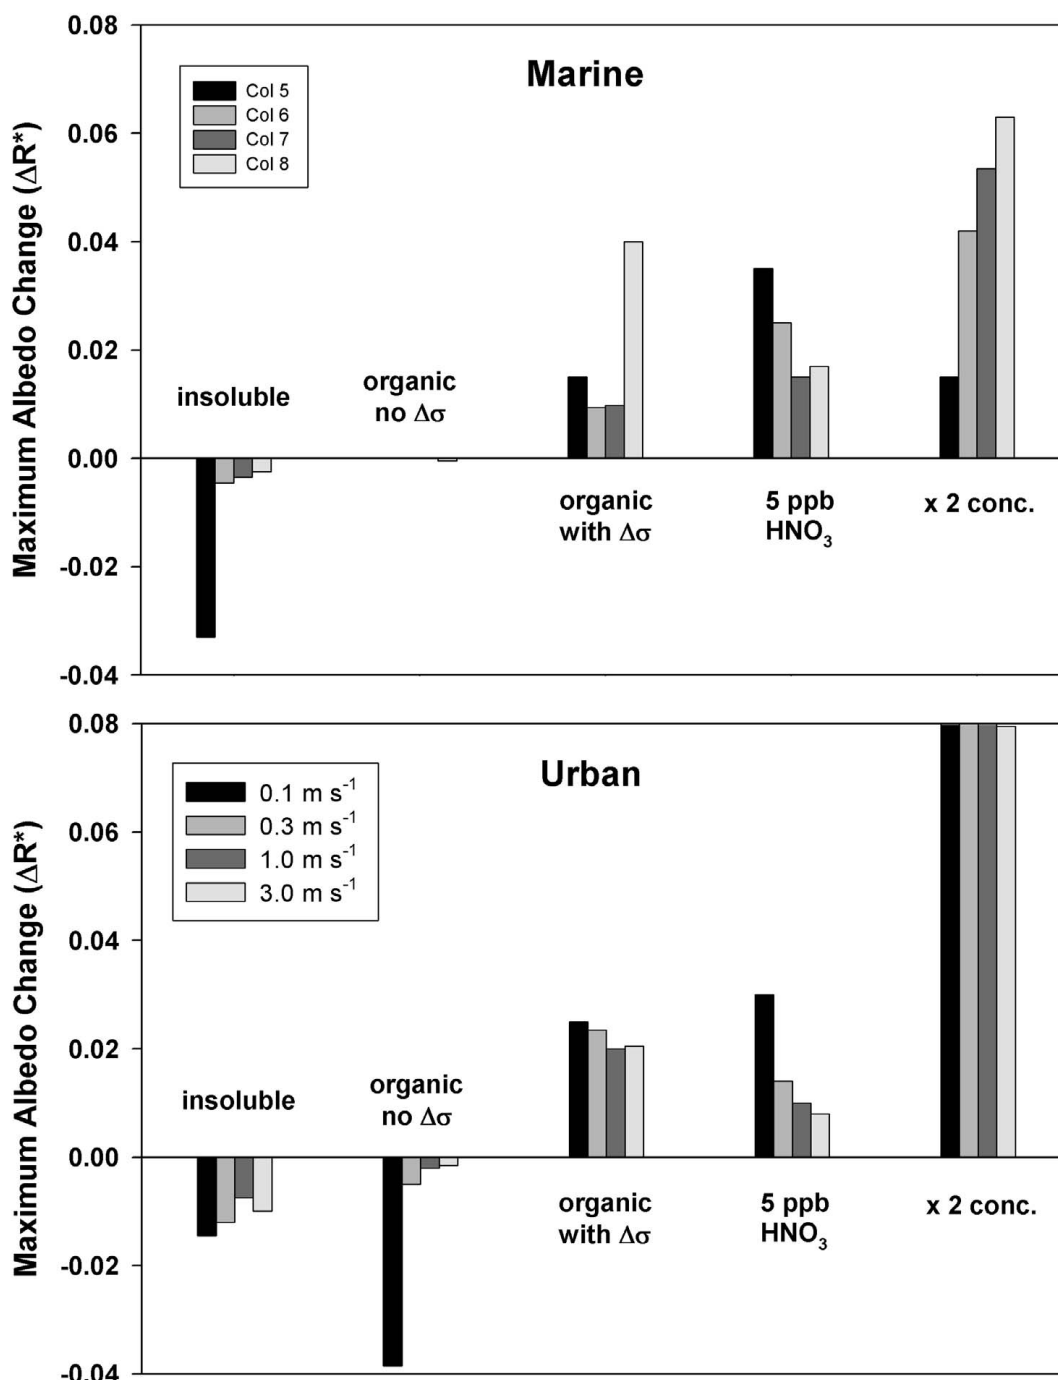 Marine
Maximum Albedo Change (ΔR*)
0.08
0.06
0.04
0.02
0.00
-0.02
-0.04
Col 5
Col 6
Col 7
Col 8
insoluble
organic
no Δσ
organic
with Δσ
5 ppb
HNO₃
x 2 conc.
Urban
Maximum Albedo Change (ΔR*)
0.08
0.06
0.04
0.02
0.00
-0.02
-0.04
0.1 m s⁻¹
0.3 m s⁻¹
1.0 m s⁻¹
3.0 m s⁻¹
insoluble
organic
no Δσ
organic
with Δσ
5 ppb
HNO₃
x 2 conc.